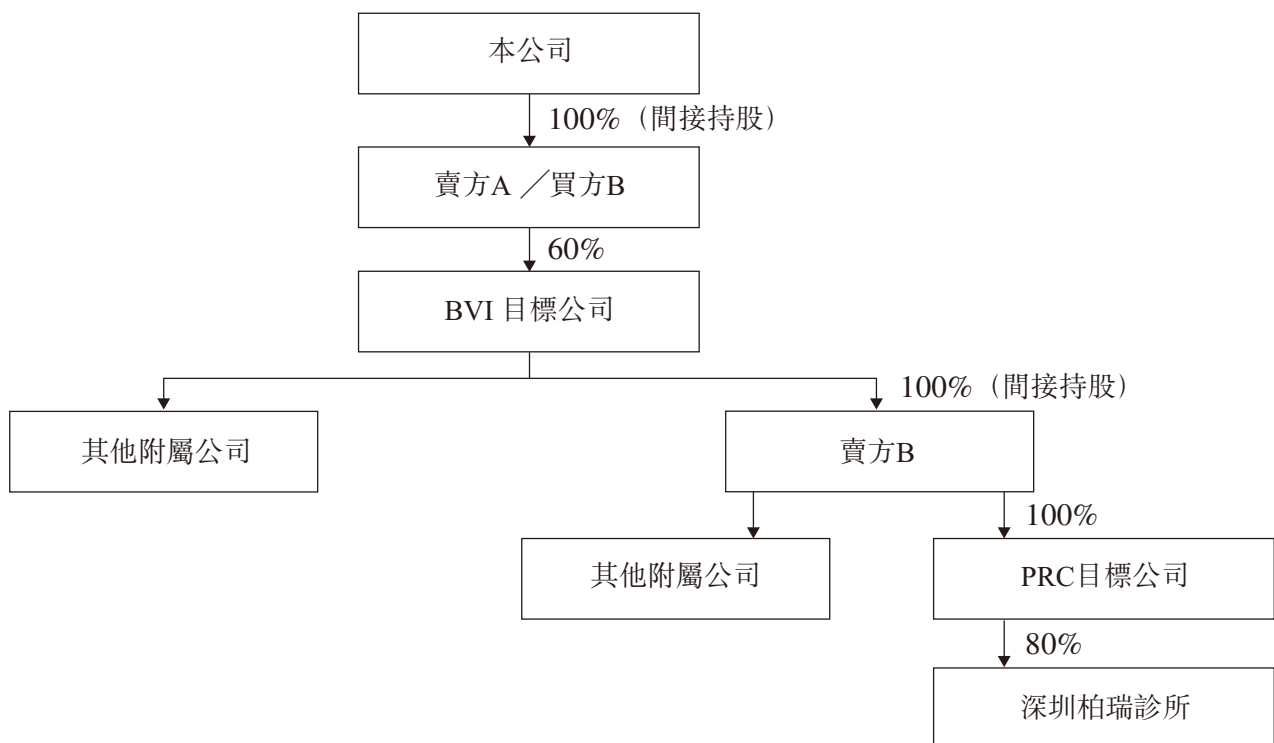 本公司
100%（間接持股）
賣方A ／買方B
60%
BVI 目標公司
100%（間接持股）
其他附屬公司
賣方B
100%
其他附屬公司
PRC目標公司
80%
深圳柏瑞診所